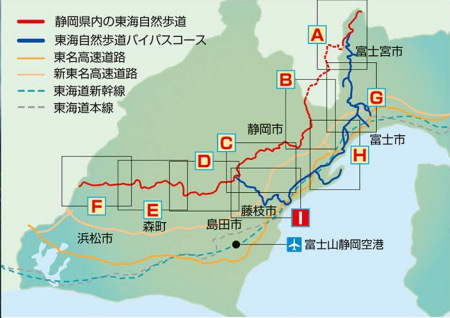 静岡県内の東海自然歩道
東海自然歩道バイパスコース
東名高速道路
新東名高速道路
東海道新幹線
東海道本線
A
富士宮市
B
G
静岡市
富士市
C
D
H
F
E
藤枝市
I
森町
島田市
浜松市
富士山静岡空港